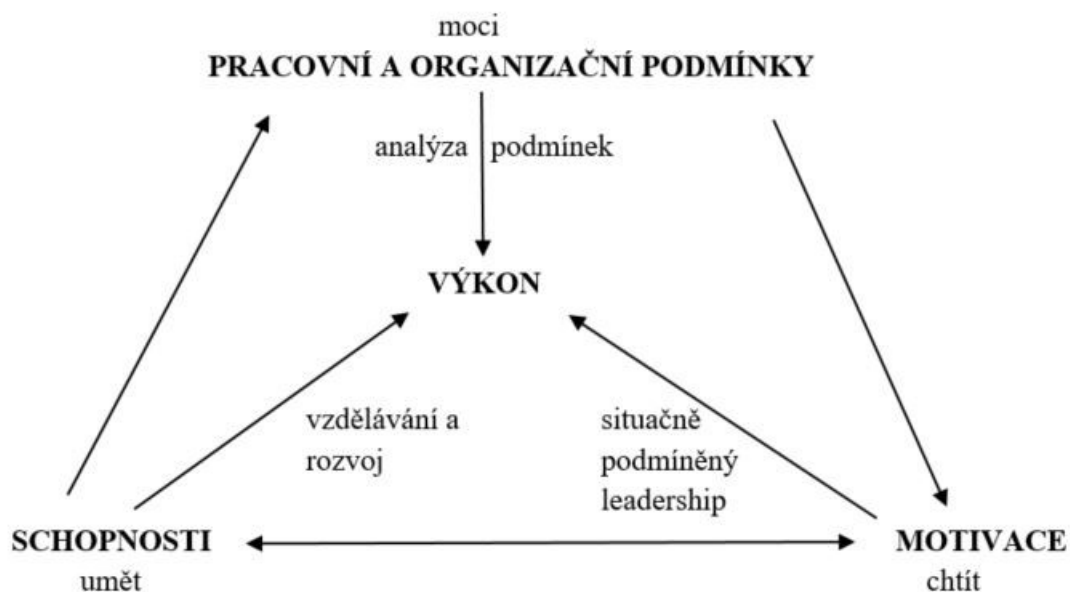 moci
PRACOVNÍ A ORGANIZAČNÍ PODMÍNKY
analýza podmínek
VÝKON
vzdělávání a
rozvoj
situačně
podmíněný
leadership
SCHOPNOSTI
umět
MOTIVACE
chtít